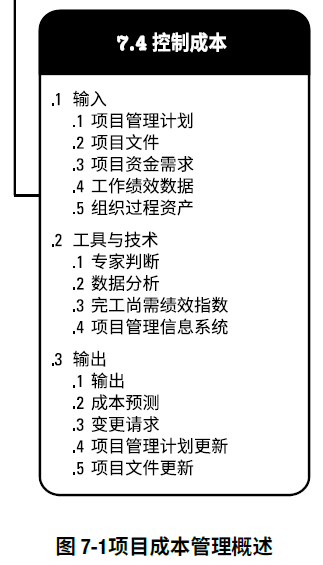 7.4 控制成本
.1 输入
.1 项目管理计划
.2 项目文件
.3 项目资金需求
.4 工作绩效数据
.5 组织过程资产
.2 工具与技术
.1 专家判断
.2 数据分析
.3 完工尚需绩效指数
.4 项目管理信息系统
.3 输出
.1 输出
.2 成本预测
.3 变更请求
.4 项目管理计划更新
.5 项目文件更新
图 7-1项目成本管理概述